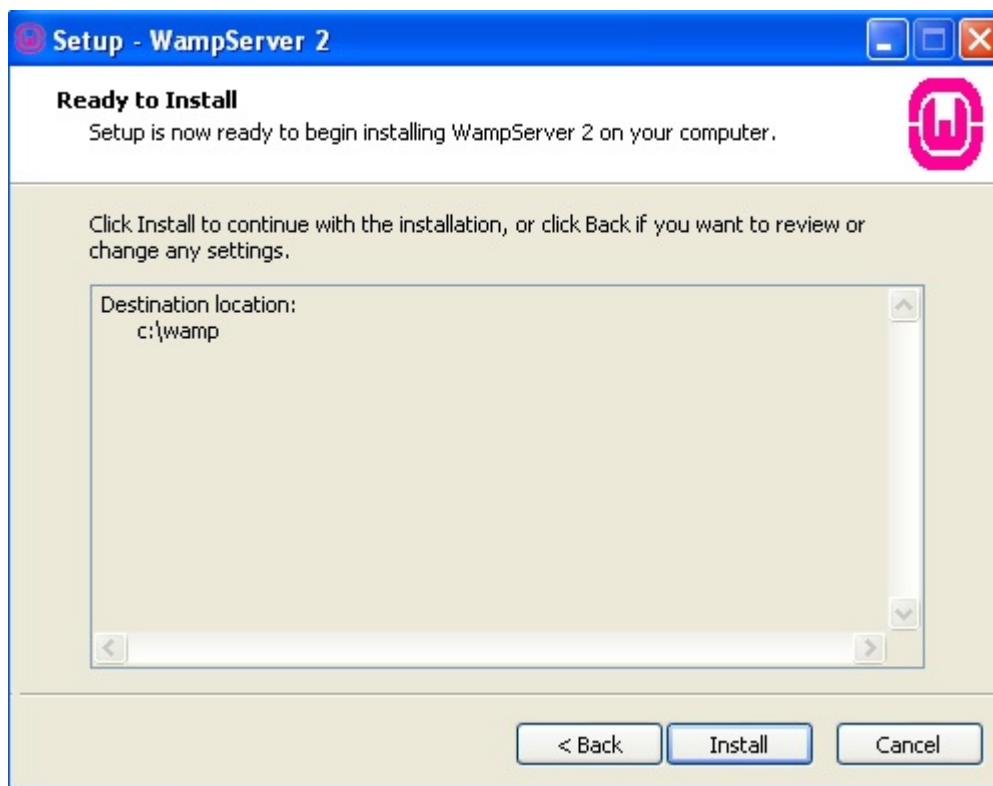 Setup - WampServer 2
Ready to Install
Setup is now ready to begin installing WampServer 2 on your computer.
Click Install to continue with the installation, or click Back if you want to review or
change any settings.
Destination location:
c:\wamp
< Back
Install
Cancel